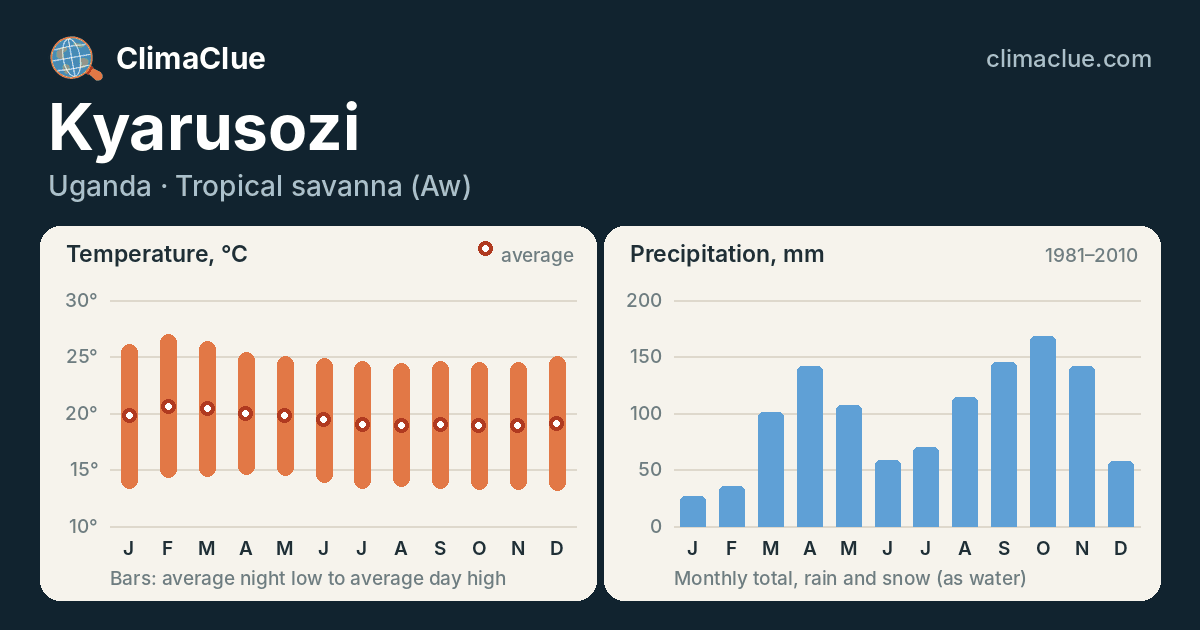 ClimaClue
climaclue.com
Kyarusozi
Uganda · Tropical savanna (Aw)
Temperature, °C
average
30°
25°
20°
15°
10°
J F M A M J J A S O N D
Bars: average night low to average day high
Precipitation, mm
1981–2010
200
150
100
50
0
J F M A M J J A S O N D
Monthly total, rain and snow (as water)